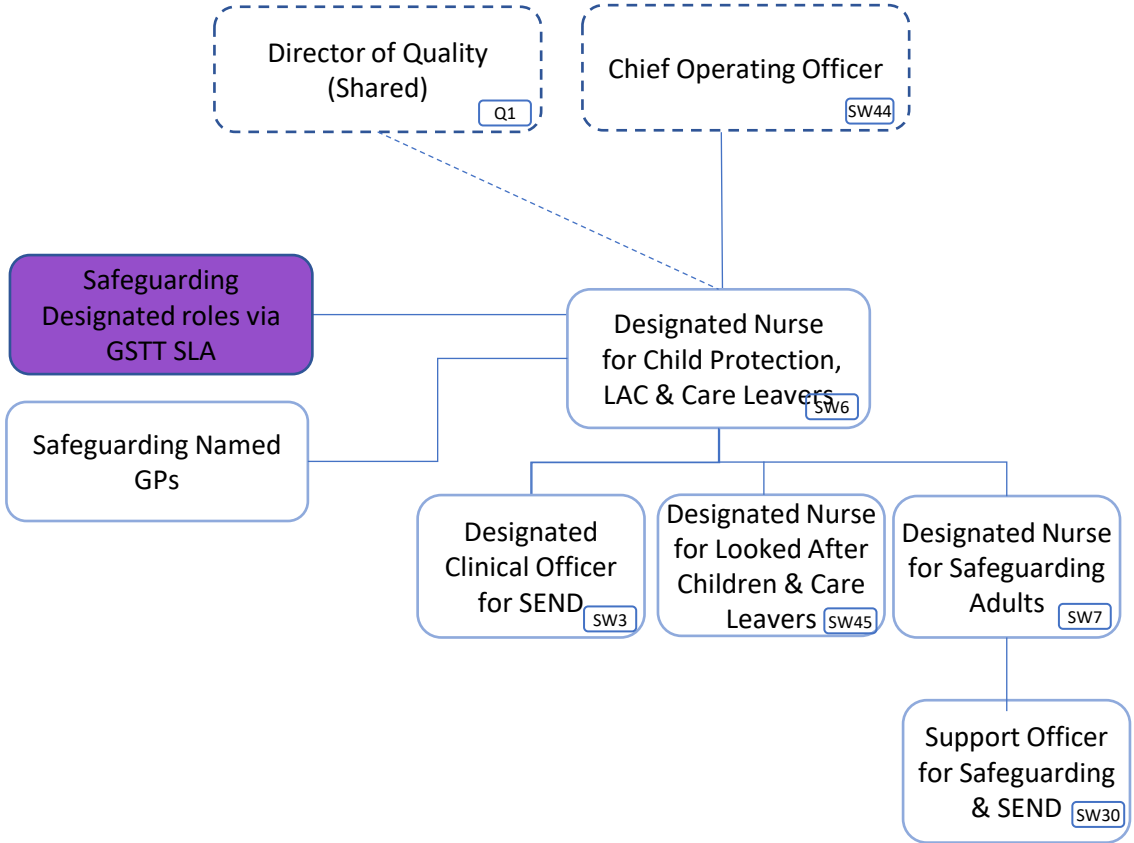 Director of Quality
(Shared)
Q1
Chief Operating Officer
SW44
Safeguarding
Designated roles via
GSTT SLA
Designated Nurse
for Child Protection,
LAC & Care Leavers
SW6
Safeguarding Named
GPs
Designated
Clinical Officer
for SEND
SW3
Designated Nurse
for Looked After
Children & Care
Leavers
SW45
Designated Nurse
for Safeguarding
Adults
SW7
Support Officer
for Safeguarding
& SEND
SW30